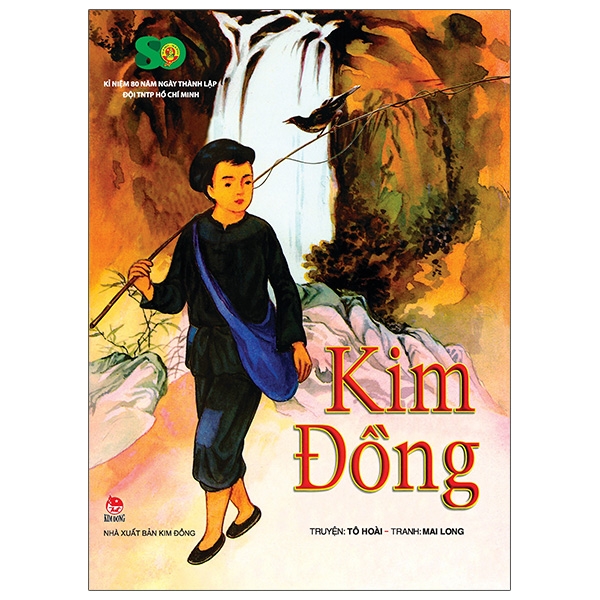 80
KỈ NIỆM 80 NĂM NGÀY THÀNH LẬP
ĐỘI TNTP HỒ CHÍ MINH
Kim
Đồng
KIM ĐỒNG
NHÀ XUẤT BẢN KIM ĐỒNG
TRUYỆN: TÔ HOÀI – TRANH: MAI LONG